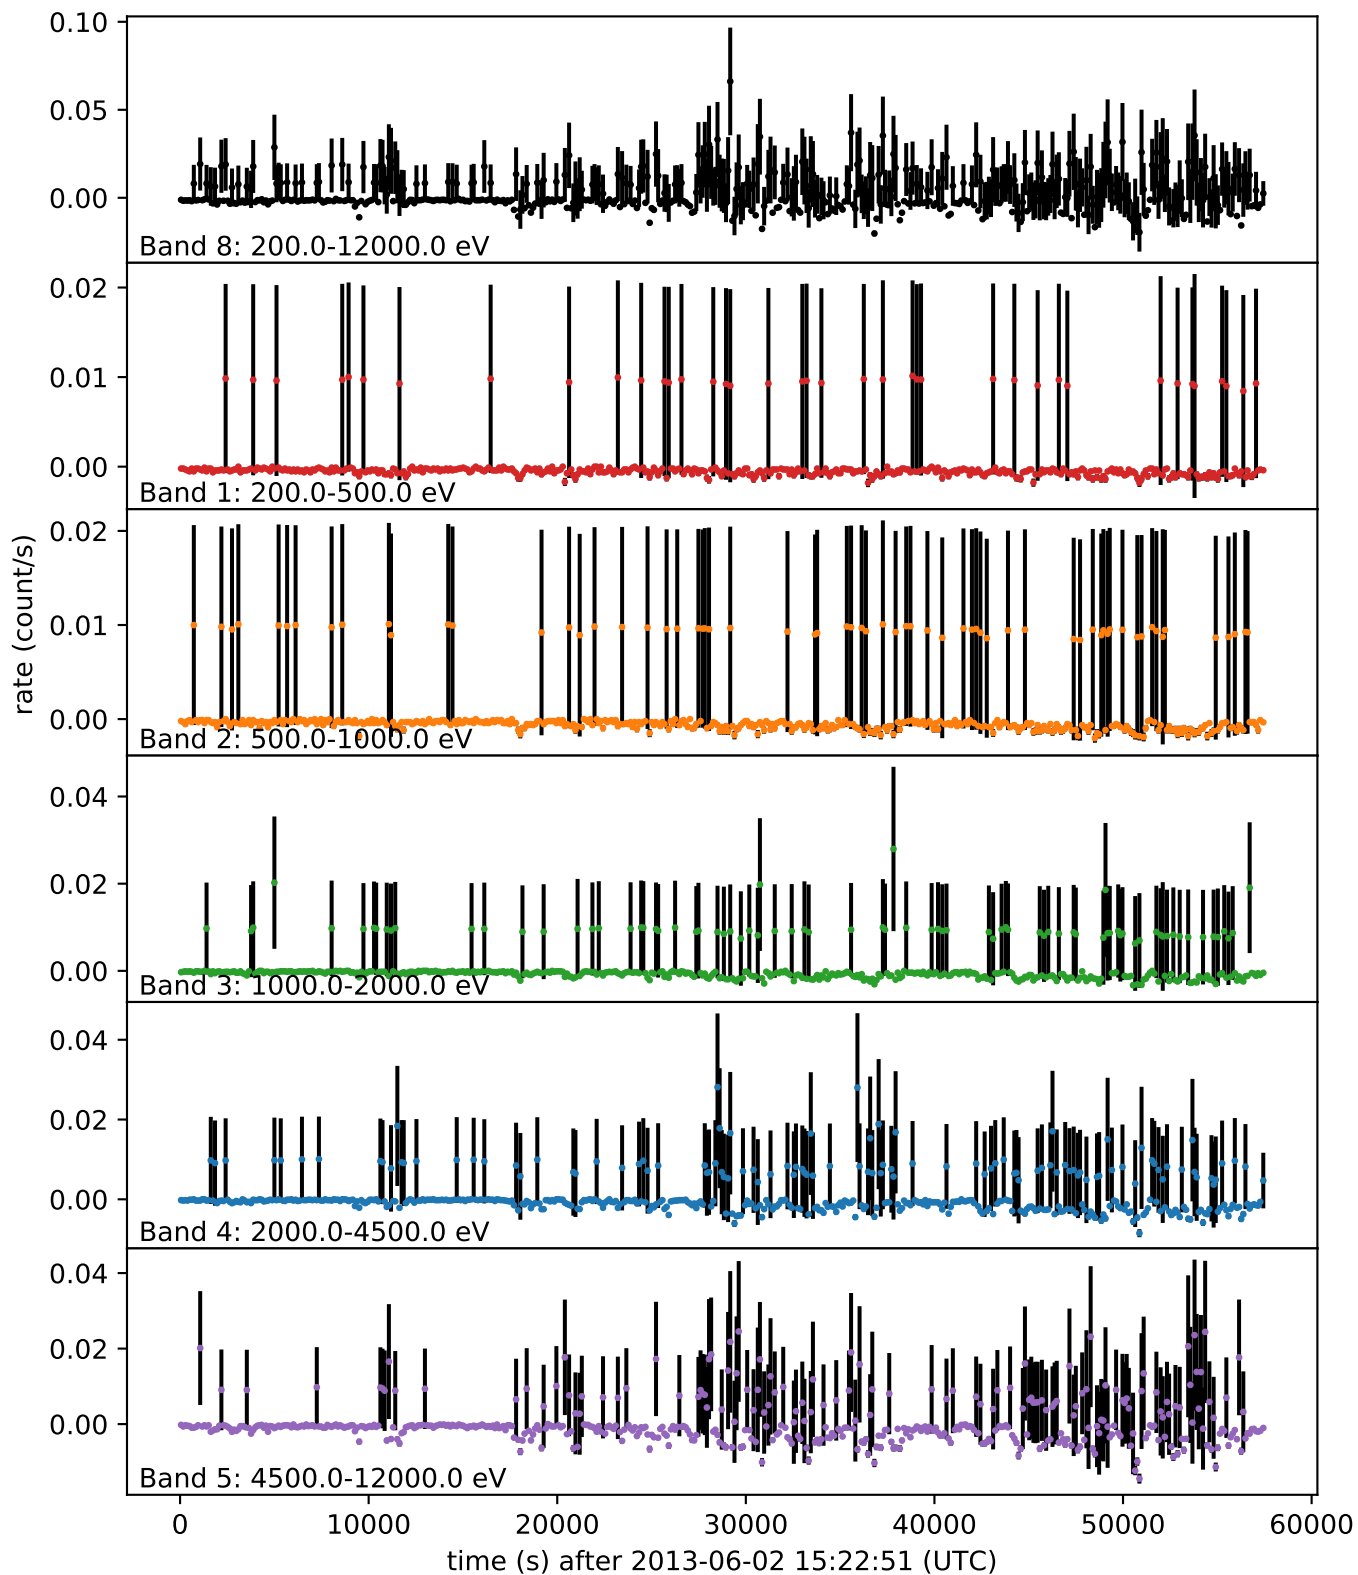 0.10
0.05
0.00
Band 8: 200.0-12000.0 eV
0.02
0.01
0.00
Band 1: 200.0-500.0 eV
rate (count/s)
0.02
0.01
0.00
Band 2: 500.0-1000.0 eV
0.04
0.02
0.00
Band 3: 1000.0-2000.0 eV
0.04
0.02
0.00
Band 4: 2000.0-4500.0 eV
0.04
0.02
0.00
Band 5: 4500.0-12000.0 eV
0 10000 20000 30000 40000 50000 60000
time (s) after 2013-06-02 15:22:51 (UTC)